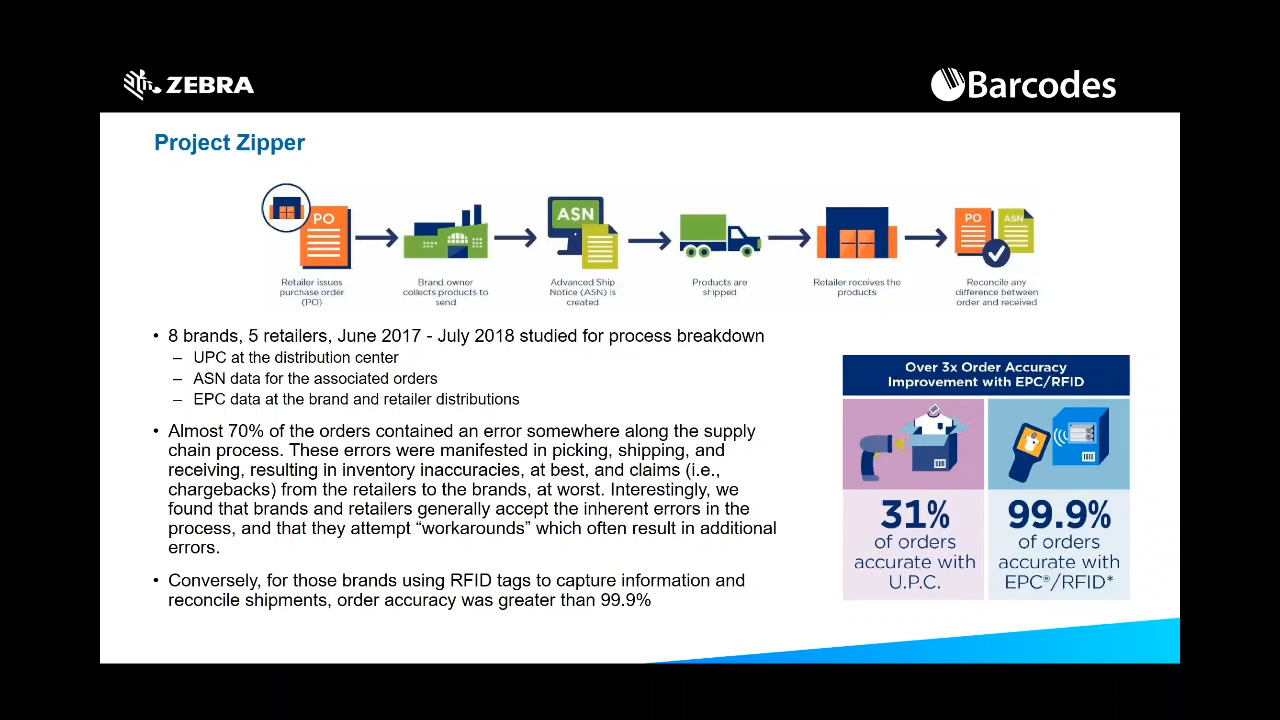 ZEBRA
Barcodes
Project Zipper
PO
ASN
PO
ASN
Retailer issues
purchase order
(PO)
Brand owner
collects products to
send
Advanced Ship
Notice (ASN) is
created
Products are
shipped
Retailer receives the
products
Reconcile any
difference between
order and received
• 8 brands, 5 retailers, June 2017 - July 2018 studied for process breakdown
– UPC at the distribution center
– ASN data for the associated orders
– EPC data at the brand and retailer distributions
• Almost 70% of the orders contained an error somewhere along the supply
chain process. These errors were manifested in picking, shipping, and
receiving, resulting in inventory inaccuracies, at best, and claims (i.e.,
chargebacks) from the retailers to the brands, at worst. Interestingly, we
found that brands and retailers generally accept the inherent errors in the
process, and that they attempt “workarounds” which often result in additional
errors.
• Conversely, for those brands using RFID tags to capture information and
reconcile shipments, order accuracy was greater than 99.9%
Over 3x Order Accuracy
Improvement with EPC/RFID
31%
of orders
accurate with
U.P.C.
99.9%
of orders
accurate with
EPC®/RFID*